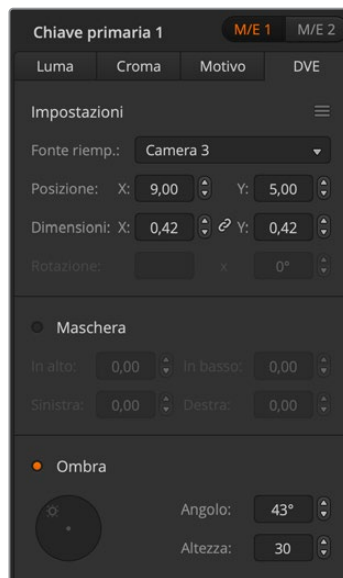 Chiave primaria 1 M/E 1 M/E 2
Luma Croma Motivo DVE
Impostazioni
Fonte riemp.: Camera 3
Posizione: X: 9,00 Y: 5,00
Dimensioni: X: 0,42 Y: 0,42
Rotazione: x 0°
Maschera
In alto: 0,00 In basso: 0,00
Sinistra: 0,00 Destra: 0,00
Ombra
Angolo: 43°
Altezza: 30